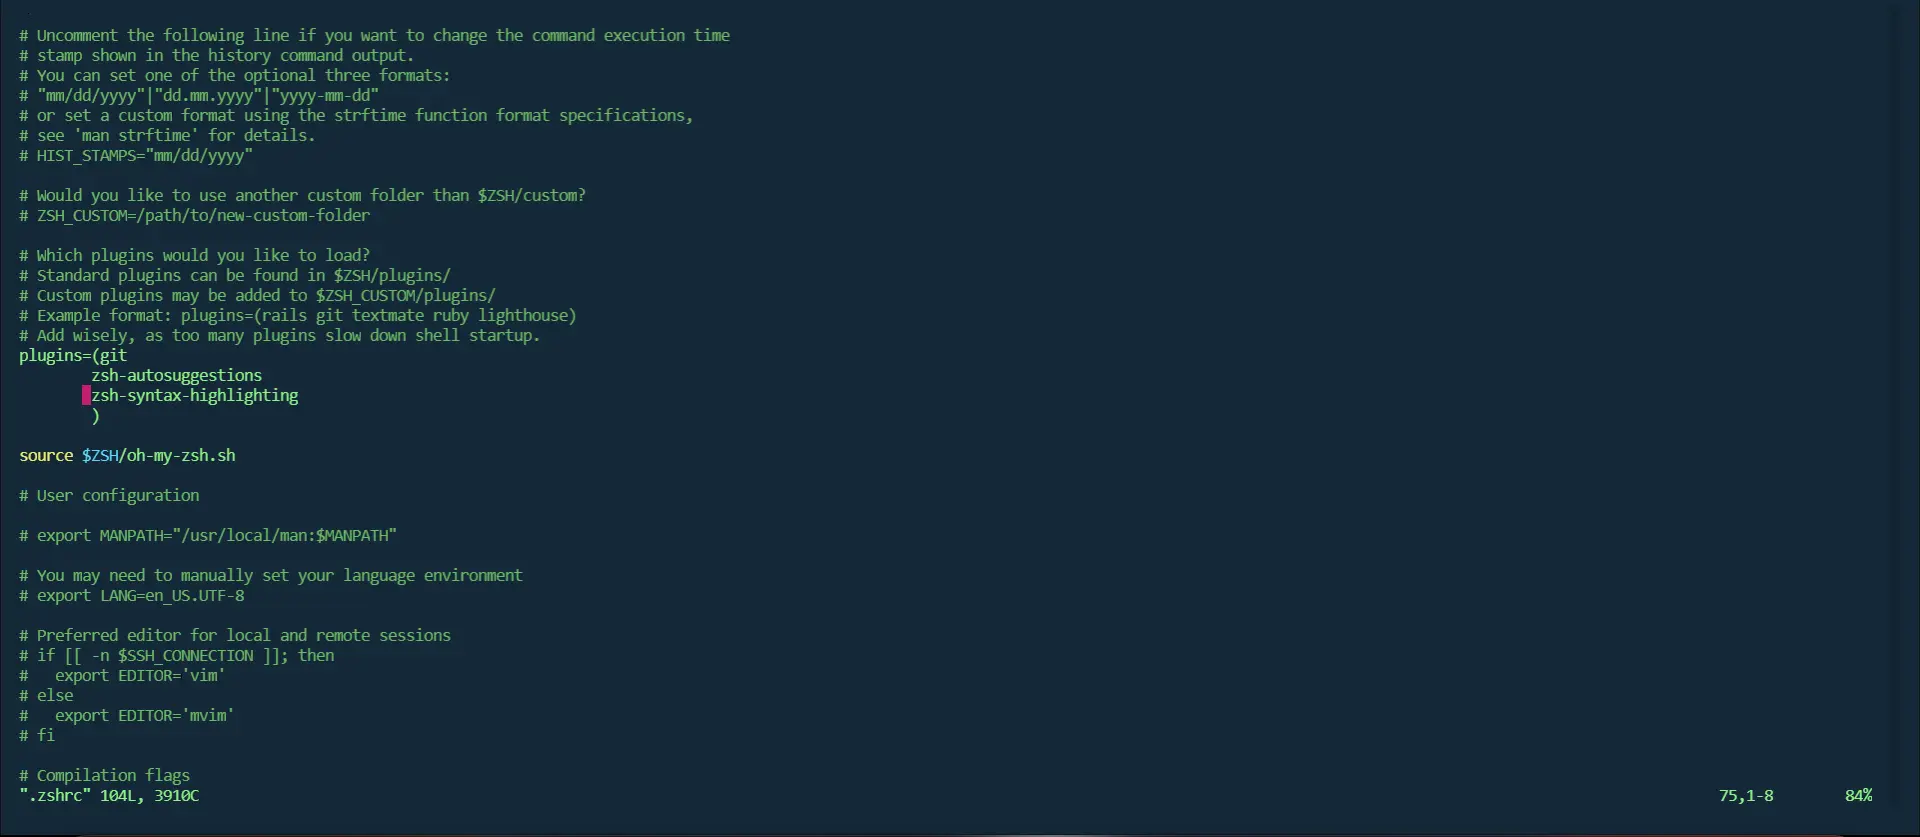 # Uncomment the following line if you want to change the command execution time
# stamp shown in the history command output.
# You can set one of the optional three formats:
# "mm/dd/yyyy"|"dd.mm.yyyy"|"yyyy-mm-dd"
# or set a custom format using the strftime function format specifications,
# see 'man strftime' for details.
# HIST_STAMPS="mm/dd/yyyy"

# Would you like to use another custom folder than $ZSH/custom?
# ZSH_CUSTOM=/path/to/new-custom-folder

# Which plugins would you like to load?
# Standard plugins can be found in $ZSH/plugins/
# Custom plugins may be added to $ZSH_CUSTOM/plugins/
# Example format: plugins=(rails git textmate ruby lighthouse)
# Add wisely, as too many plugins slow down shell startup.
plugins=(git
        zsh-autosuggestions
        zsh-syntax-highlighting
        )

source $ZSH/oh-my-zsh.sh

# User configuration

# export MANPATH="/usr/local/man:$MANPATH"

# You may need to manually set your language environment
# export LANG=en_US.UTF-8

# Preferred editor for local and remote sessions
# if [[ -n $SSH_CONNECTION ]]; then
#   export EDITOR='vim'
# else
#   export EDITOR='mvim'
# fi

# Compilation flags
".zshrc" 104L, 3910C 75,1-8 84%